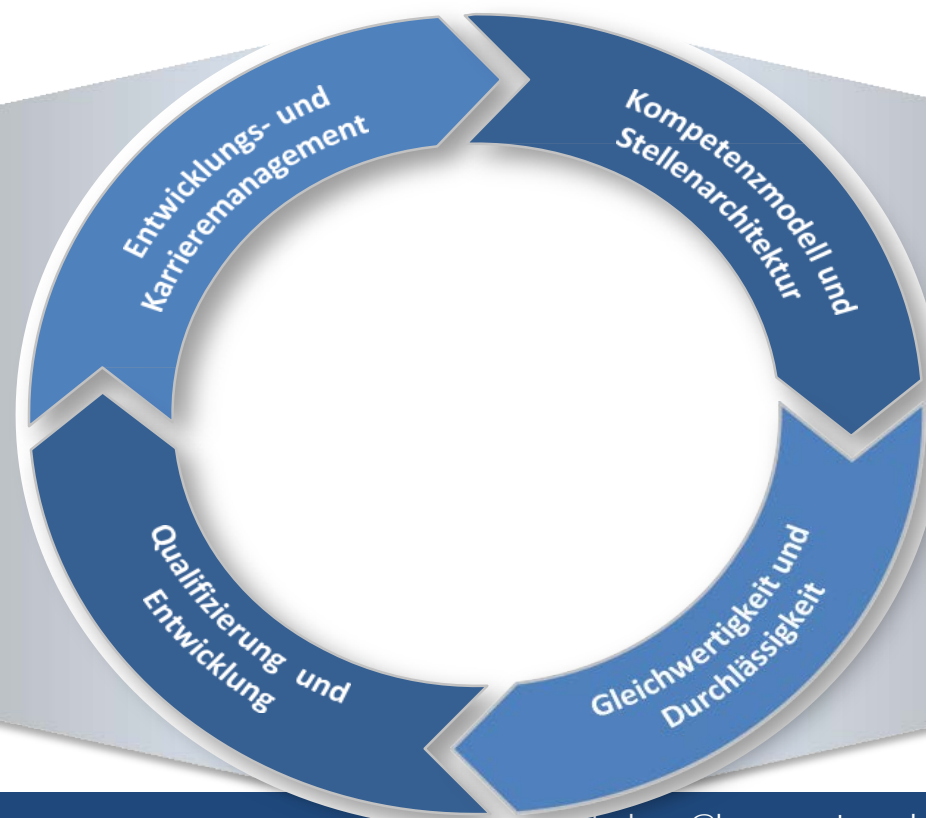 Entwicklungs- und
Karrieremanagement
Kompetenzmodell und
Stellenarchitektur
Gleichwertigkeit und
Durchlässigkeit
Qualifizierung und
Entwicklung